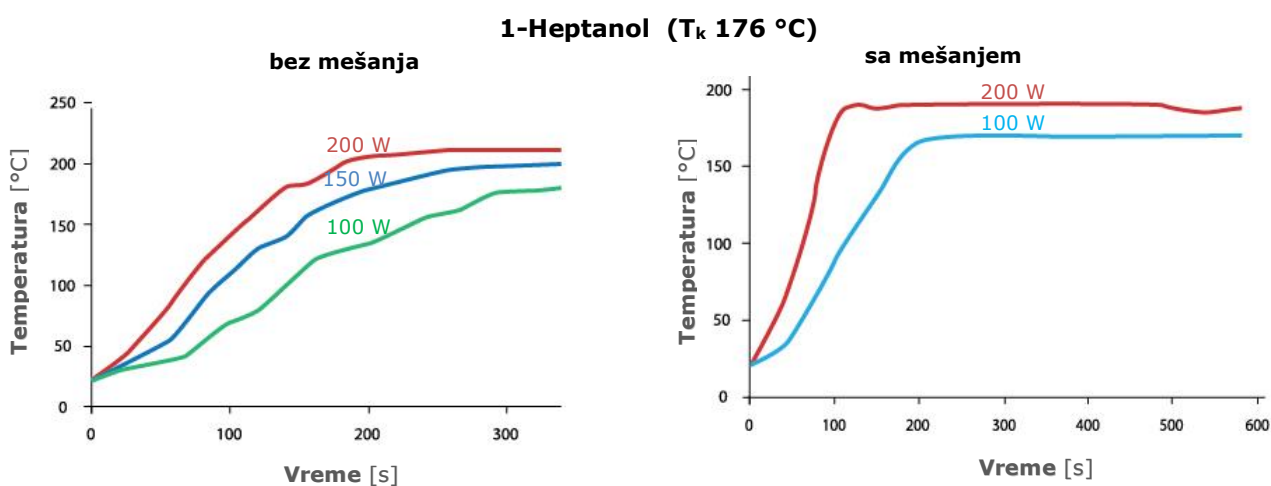 1-Heptanol (Tk 176 °C)
bez mešanja
sa mešanjem
250
200
150
100
50
0
0
100
200
300
Temperatura [°C]
Vreme [s]
200 W
150 W
100 W
200
150
100
50
0
0
100
200
300
400
500
600
Temperatura [°C]
Vreme [s]
200 W
100 W